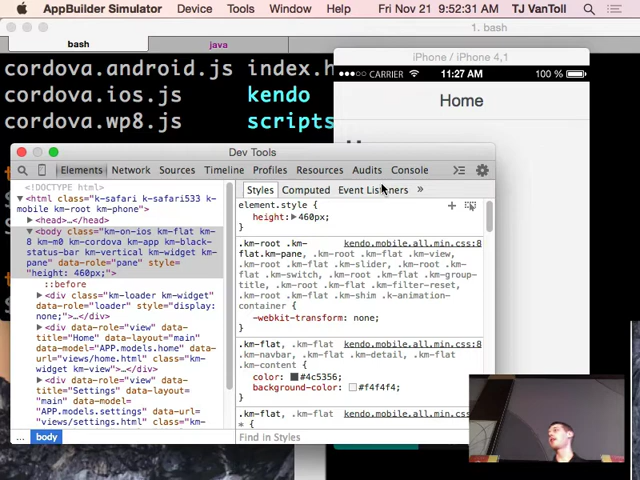 AppBuilder Simulator Device Tools Window Help Fri Nov 21 9:52:31 AM TJ VanToll
1. bash
bash java
iPhone / iPhone 4,1
CARRIER 11:27 AM 100 %
Home
cordova.android.js index.h
cordova.ios.js kendo
cordova.wp8.js scripts
Dev Tools
Elements Network Sources Timeline Profiles Resources Audits Console
<!DOCTYPE html>
<html class="k-safari k-safari533 k-
mobile km-root km-phone">
<head>…</head>
<body class="km-on-ios km-flat km-
8 km-m0 km-cordova km-app km-black-
status-bar km-vertical km-widget km-
pane" data-role="pane" style=
"height: 460px;">
::before
<div class="km-loader km-widget"
data-role="loader" style="display:
none;">…</div>
<div data-role="view" data-
title="Home" data-layout="main"
data-model="APP.models.home" data-
url="views/home.html" class="km-
widget km-view">…</div>
<div data-role="view" data-
title="Settings" data-layout=
"main" data-model=
"APP.models.settings" data-url=
"views/settings.html" class="km-
… body
Styles Computed Event Listeners »
element.style {
height: 460px;
}
.km-root .km- kendo.mobile.all.min.css:8
flat.km-pane, .km-root .km-flat .km-view,
.km-root .km-flat .km-slider, .km-root .km-
flat .km-switch, .km-root .km-flat .km-group-
title, .km-root .km-flat .km-filter-reset,
.km-root .km-flat .km-shim .k-animation-
container {
-webkit-transform: none;
}
.km-flat, .km-flat kendo.mobile.all.min.css:8
.km-navbar, .km-flat .km-detail, .km-flat
.km-content {
color: #4c5356;
background-color: #f4f4f4;
}
.km-flat, .km-flat kendo.mobile.all.min.css:8
* {
Find in Styles